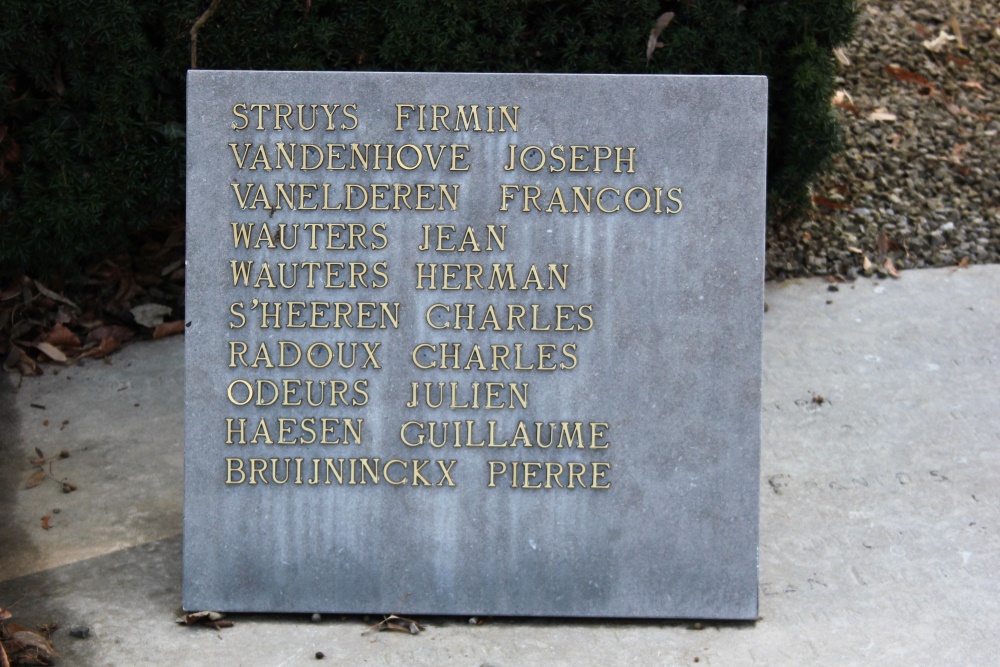 STRUYS FIRMIN
VANDENHOVE JOSEPH
VANELDEREN FRANCOIS
WAUTERS JEAN
WAUTERS HERMAN
S'HEEREN CHARLES
RADOUX CHARLES
ODEURS JULIEN
HAESEN GUILLAUME
BRUIJNINCKX PIERRE